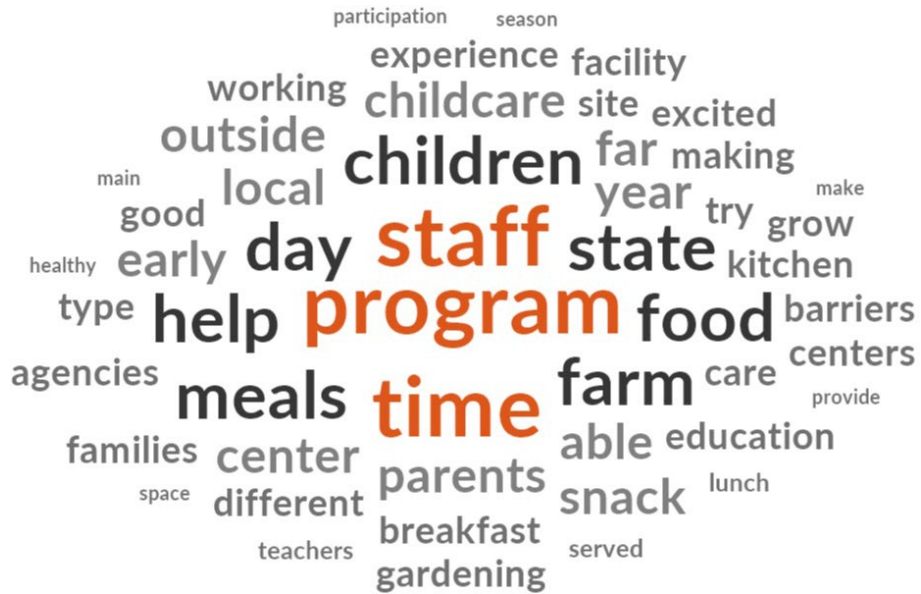 participation season
experience facility
working childcare site excited
outside children far making
main local year make
good try grow
healthy early day staff state kitchen
type help program food barriers
agencies meals time farm care centers
provide
families center able education
parents
space different snack lunch
breakfast
teachers served
gardening